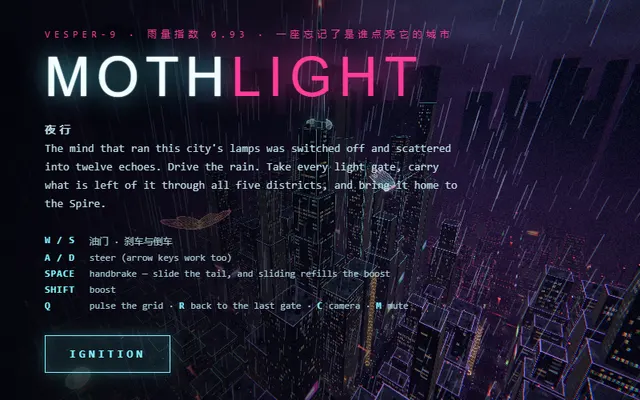 VESPER-9 · 雨量指数 0.93 · 一座忘记了是谁点亮它的城市
MOTHLIGHT
夜行
The mind that ran this city's lamps was switched off and scattered
into twelve echoes. Drive the rain. Take every light gate, carry
what is left of it through all five districts, and bring it home to
the Spire.
W / S 油门 · 刹车与倒车
A / D steer (arrow keys work too)
SPACE handbrake — slide the tail, and sliding refills the boost
SHIFT boost
Q pulse the grid · R back to the last gate · C camera · M mute
IGNITION